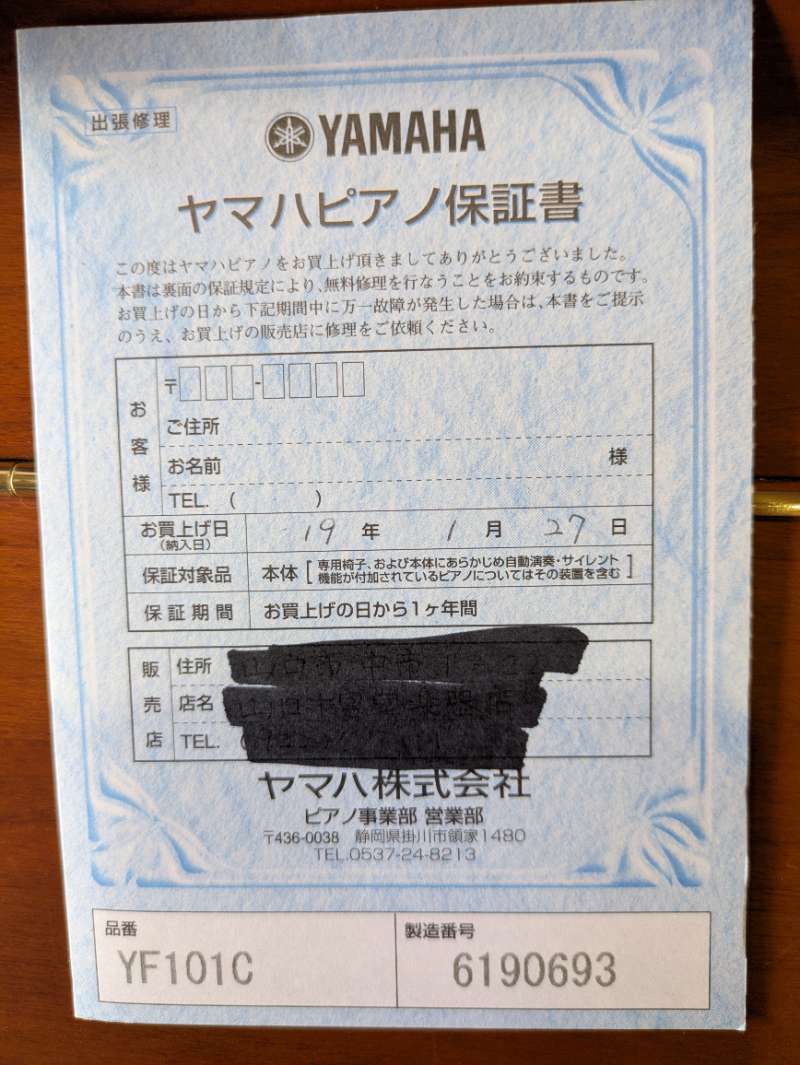 出張修理
YAMAHA
ヤマハピアノ保証書
この度はヤマハピアノをお買上げ頂きましてありがとうございました。
本書は裏面の保証規定により、無料修理を行なうことをお約束するものです。
お買上げの日から下記期間中に万一故障が発生した場合は、本書をご提示
のうえ、お買上げの販売店に修理をご依頼ください。
お客様
〒 -
ご住所
お名前 様
TEL. ( )
お買上げ日 19 年 1 月 27 日
(納入日)
保証対象品 本体 [専用椅子、および本体にあらかじめ自動演奏・サイレント
機能が付加されているピアノについてはその装置を含む]
保証期間 お買上げの日から1ヶ年間
販売店
住所
店名
TEL. (
ヤマハ株式会社
ピアノ事業部 営業部
〒436-0038 静岡県掛川市領家1480
TEL.0537-24-8213
品番 製造番号
YF101C 6190693